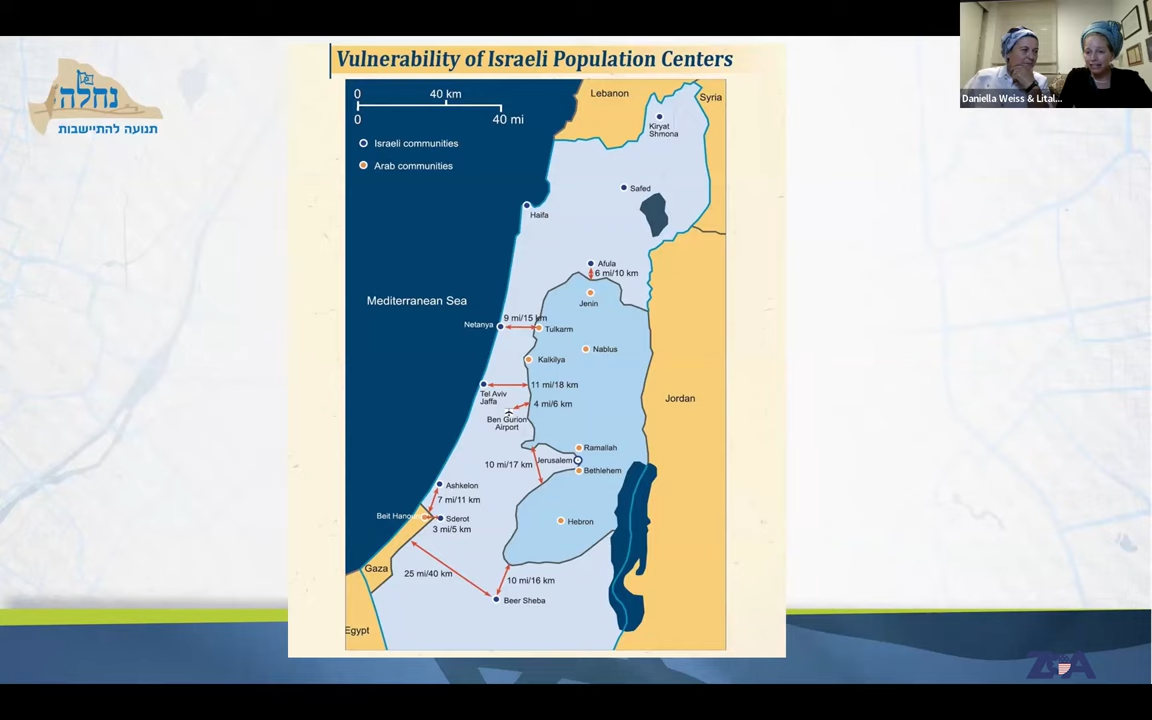 Vulnerability of Israeli Population Centers
נחלה
תנועה להתיישבות
Daniella Weiss & Lital...
0 40 km
0 40 mi
Israeli communities
Arab communities
Lebanon
Syria
Kiryat
Shmona
Safed
Haifa
Afula
6 mi/10 km
Jenin
Mediterranean Sea
9 mi/15 km
Netanya
Tulkarm
Nablus
Kalkilya
11 mi/18 km
Tel Aviv
Jaffa
4 mi/6 km
Jordan
Ben Gurion
Airport
Ramallah
Jerusalem
10 mi/17 km
Bethlehem
Ashkelon
7 mi/11 km
Beit Hanoun
Sderot
3 mi/5 km
Hebron
Gaza
25 mi/40 km
10 mi/16 km
Beer Sheba
Egypt
ZOA